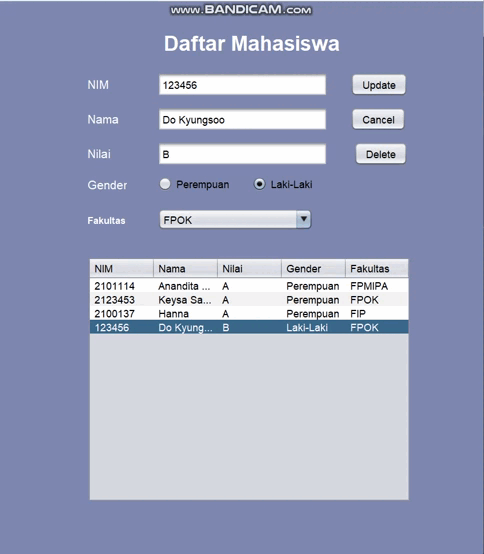 www.BANDICAM.com
Daftar Mahasiswa
NIM 123456 Update
Nama Do Kyungsoo Cancel
Nilai B Delete
Gender Perempuan Laki-Laki
Fakultas FPOK
NIM Nama Nilai Gender Fakultas
2101114 Anandita ... A Perempuan FPMIPA
2123453 Keysa Sa... A Perempuan FPOK
2100137 Hanna A Perempuan FIP
123456 Do Kyung... B Laki-Laki FPOK